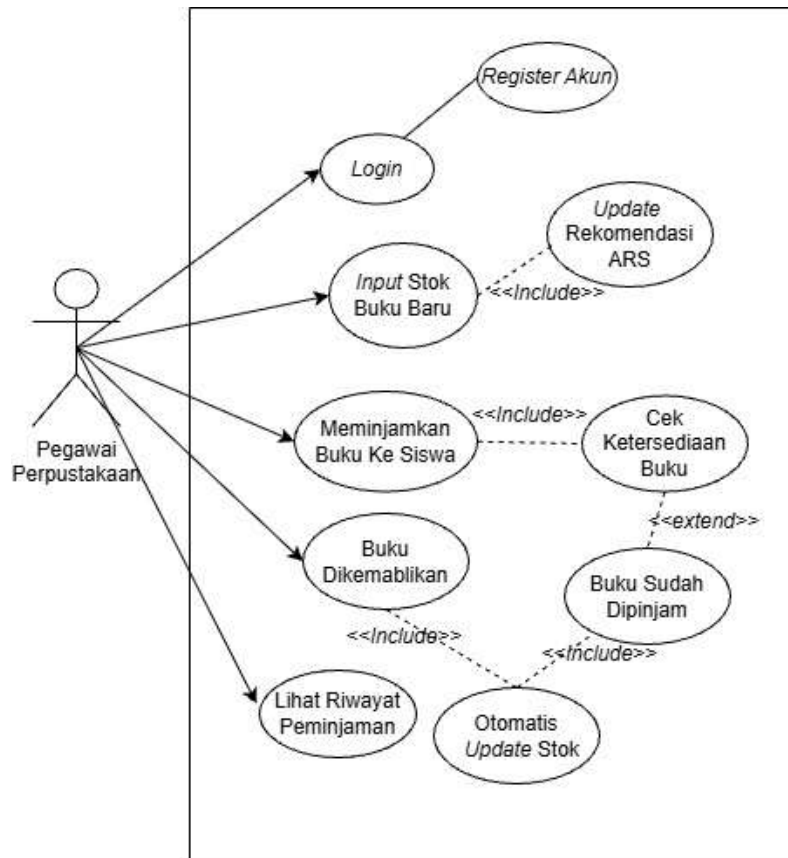 Register Akun
Login
Update
Rekomendasi
ARS
<<Include>>
Input Stok
Buku Baru
Pegawai
Perpustakaan
Meminjamkan
Buku Ke Siswa
<<Include>>
Cek
Ketersediaan
Buku
<<extend>>
Buku
Dikemablikan
Buku Sudah
Dipinjam
<<Include>>
<<Include>>
Lihat Riwayat
Peminjaman
Otomatis
Update Stok